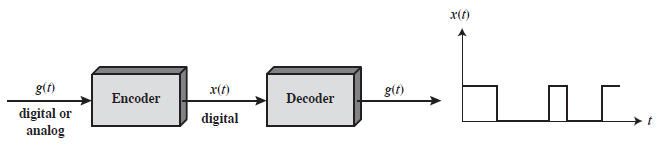 x(t)
g(t)
digital or
analog
Encoder
x(t)
digital
Decoder
g(t)
t